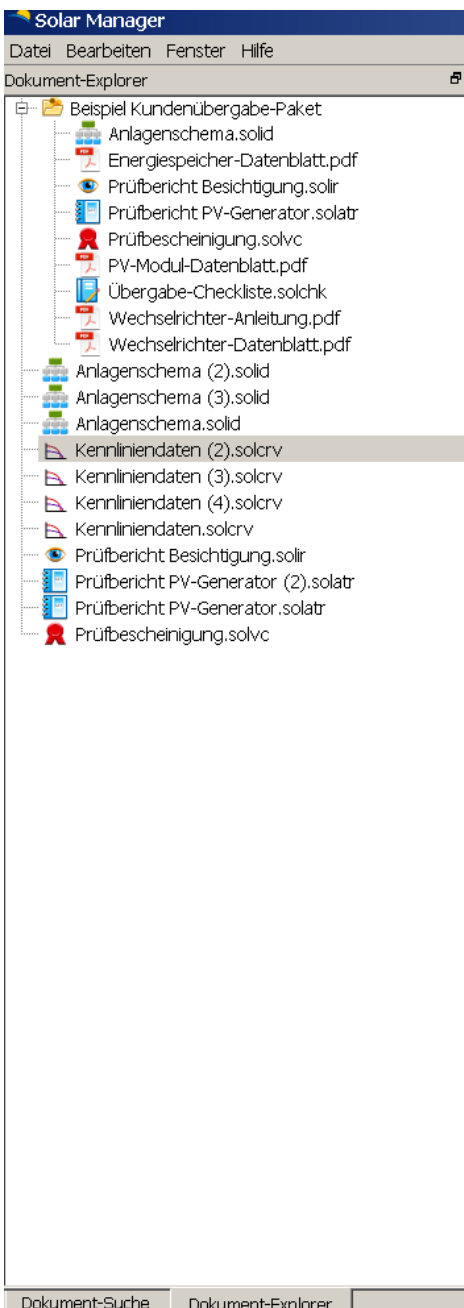 Solar Manager
Datei Bearbeiten Fenster Hilfe
Dokument-Explorer
Beispiel Kundenübergabe-Paket
Anlagenschema.solid
Energiespeicher-Datenblatt.pdf
Prüfbericht Besichtigung.solir
Prüfbericht PV-Generator.solatr
Prüfbescheinigung.solvc
PV-Modul-Datenblatt.pdf
Übergabe-Checkliste.solchk
Wechselrichter-Anleitung.pdf
Wechselrichter-Datenblatt.pdf
Anlagenschema (2).solid
Anlagenschema (3).solid
Anlagenschema.solid
Kennliniendaten (2).solcrv
Kennliniendaten (3).solcrv
Kennliniendaten (4).solcrv
Kennliniendaten.solcrv
Prüfbericht Besichtigung.solir
Prüfbericht PV-Generator (2).solatr
Prüfbericht PV-Generator.solatr
Prüfbescheinigung.solvc
Dokument-Suche Dokument-Explorer